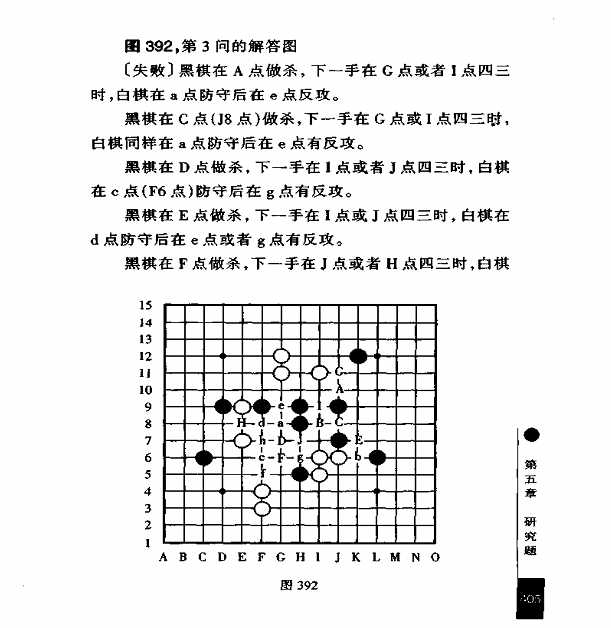 图 392,第 3 问的解答图
〔失败〕黑棋在 A 点做杀,下一手在 G 点或者 I 点四三
时,白棋在 a 点防守后在 e 点反攻。
黑棋在 C 点(J8 点)做杀,下一手在 G 点或 I 点四三时,
白棋同样在 a 点防守后在 e 点有反攻。
黑棋在 D 点做杀,下一手在 I 点或者 J 点四三时,白棋
在 c 点(F6 点)防守后在 g 点有反攻。
黑棋在 E 点做杀,下一手在 I 点或 J 点四三时,白棋在
d 点防守后在 e 点或者 g 点有反攻。
黑棋在 F 点做杀,下一手在 J 点或者 H 点四三时,白棋
15
14
13
12
11 G
10 A
9 e I
8 H d a B C
7 h D J E
6 c F g b
5 f
4
3
2
1
A B C D E F G H I J K L M N O
图 392
第五章 研究题
405